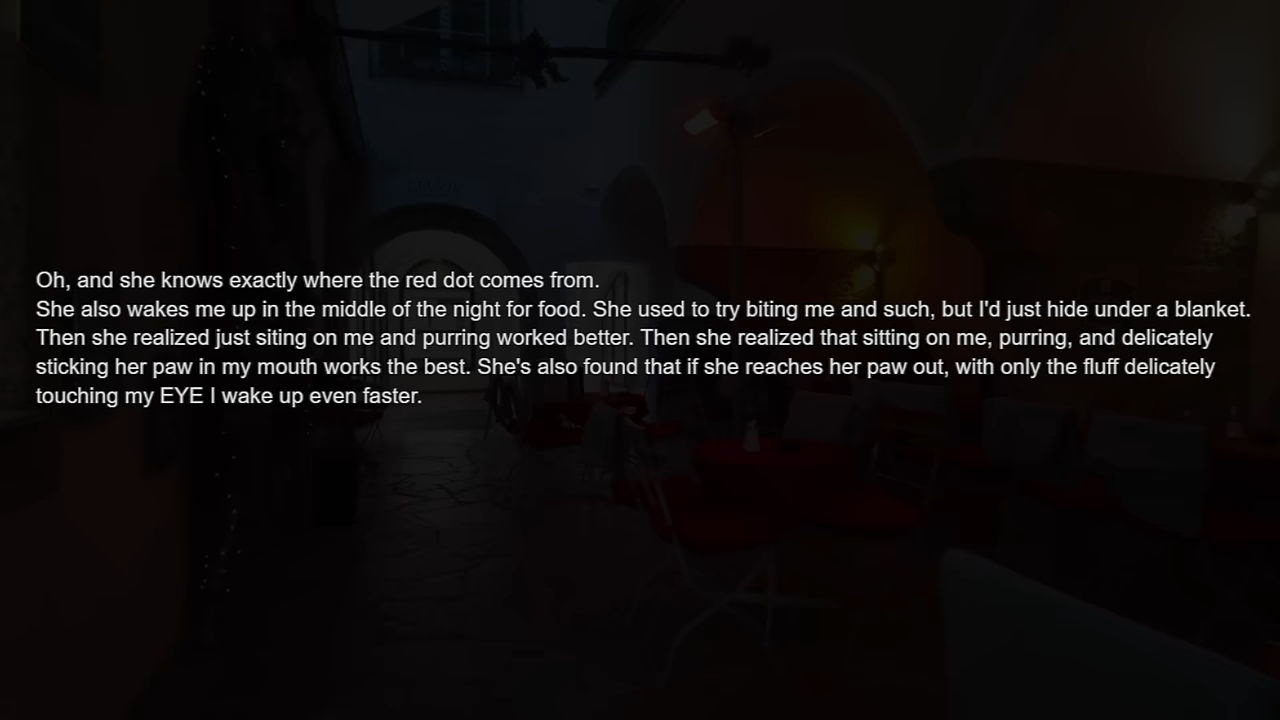 Oh, and she knows exactly where the red dot comes from.
She also wakes me up in the middle of the night for food. She used to try biting me and such, but I'd just hide under a blanket.
Then she realized just siting on me and purring worked better. Then she realized that sitting on me, purring, and delicately
sticking her paw in my mouth works the best. She's also found that if she reaches her paw out, with only the fluff delicately
touching my EYE I wake up even faster.